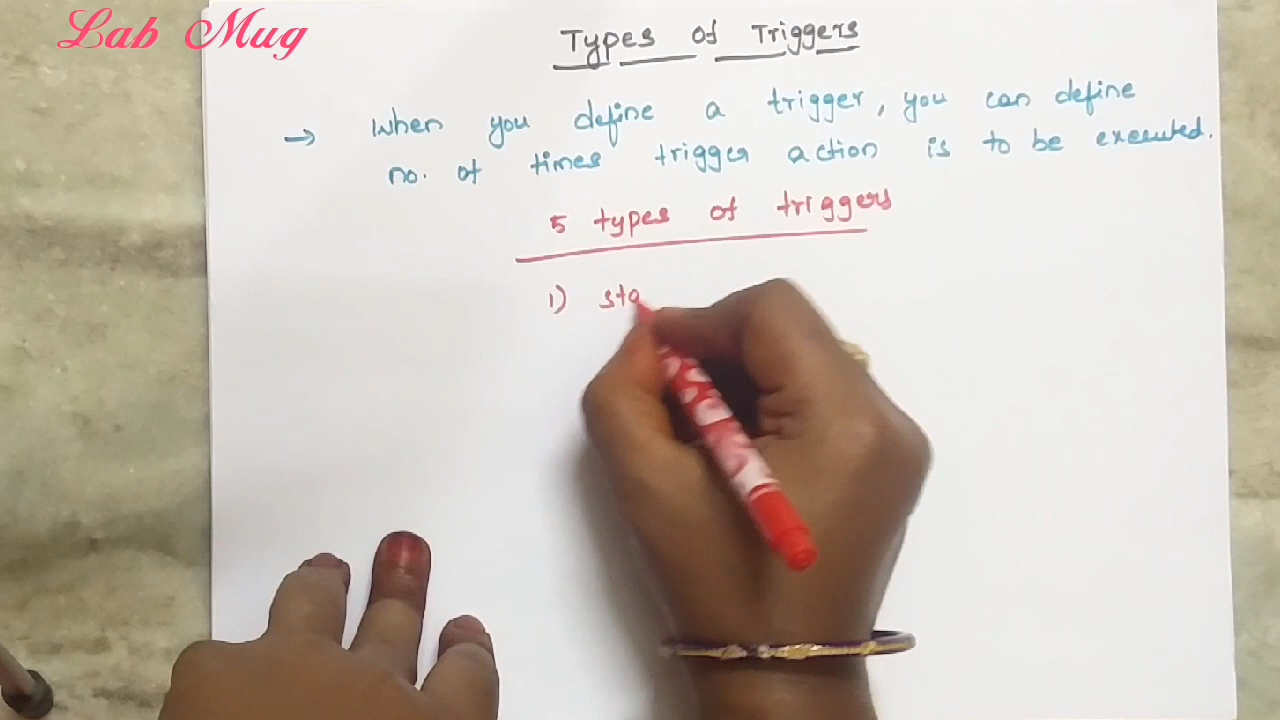 Lab Mug
Types of Triggers
→ When you define a trigger, you can define
no. of times trigger action is to be executed.
5 types of triggers
1) sta